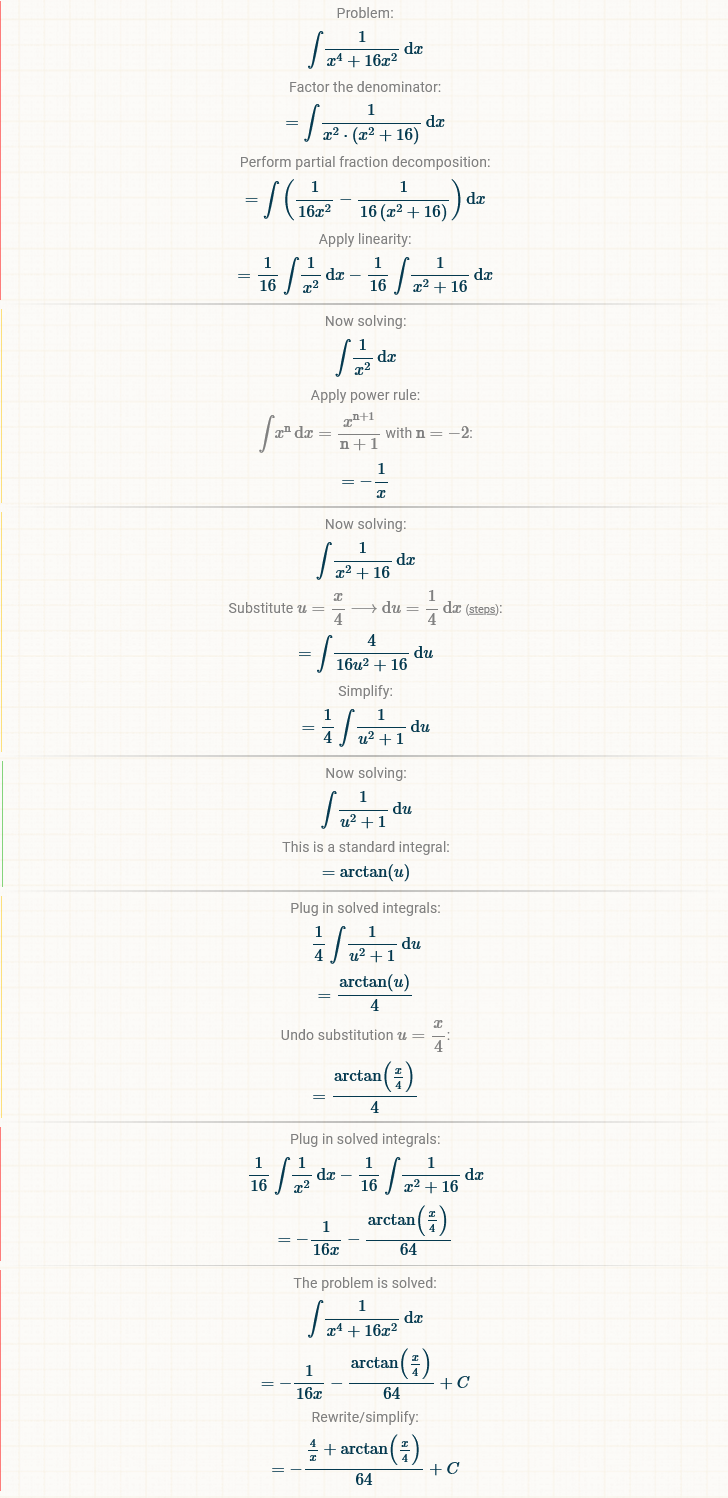 Problem:
∫ 1/(x⁴ + 16x²) dx
Factor the denominator:
= ∫ 1/(x² · (x² + 16)) dx
Perform partial fraction decomposition:
= ∫ (1/(16x²) − 1/(16 (x² + 16))) dx
Apply linearity:
= 1/16 ∫ 1/x² dx − 1/16 ∫ 1/(x² + 16) dx
Now solving:
∫ 1/x² dx
Apply power rule:
∫ xⁿ dx = xⁿ⁺¹/(n + 1) with n = −2:
= −1/x
Now solving:
∫ 1/(x² + 16) dx
Substitute u = x/4 ⟶ du = 1/4 dx (steps):
= ∫ 4/(16u² + 16) du
Simplify:
= 1/4 ∫ 1/(u² + 1) du
Now solving:
∫ 1/(u² + 1) du
This is a standard integral:
= arctan(u)
Plug in solved integrals:
1/4 ∫ 1/(u² + 1) du
= arctan(u)/4
Undo substitution u = x/4:
= arctan(x/4)/4
Plug in solved integrals:
1/16 ∫ 1/x² dx − 1/16 ∫ 1/(x² + 16) dx
= −1/(16x) − arctan(x/4)/64
The problem is solved:
∫ 1/(x⁴ + 16x²) dx
= −1/(16x) − arctan(x/4)/64 + C
Rewrite/simplify:
= −(4/x + arctan(x/4))/64 + C